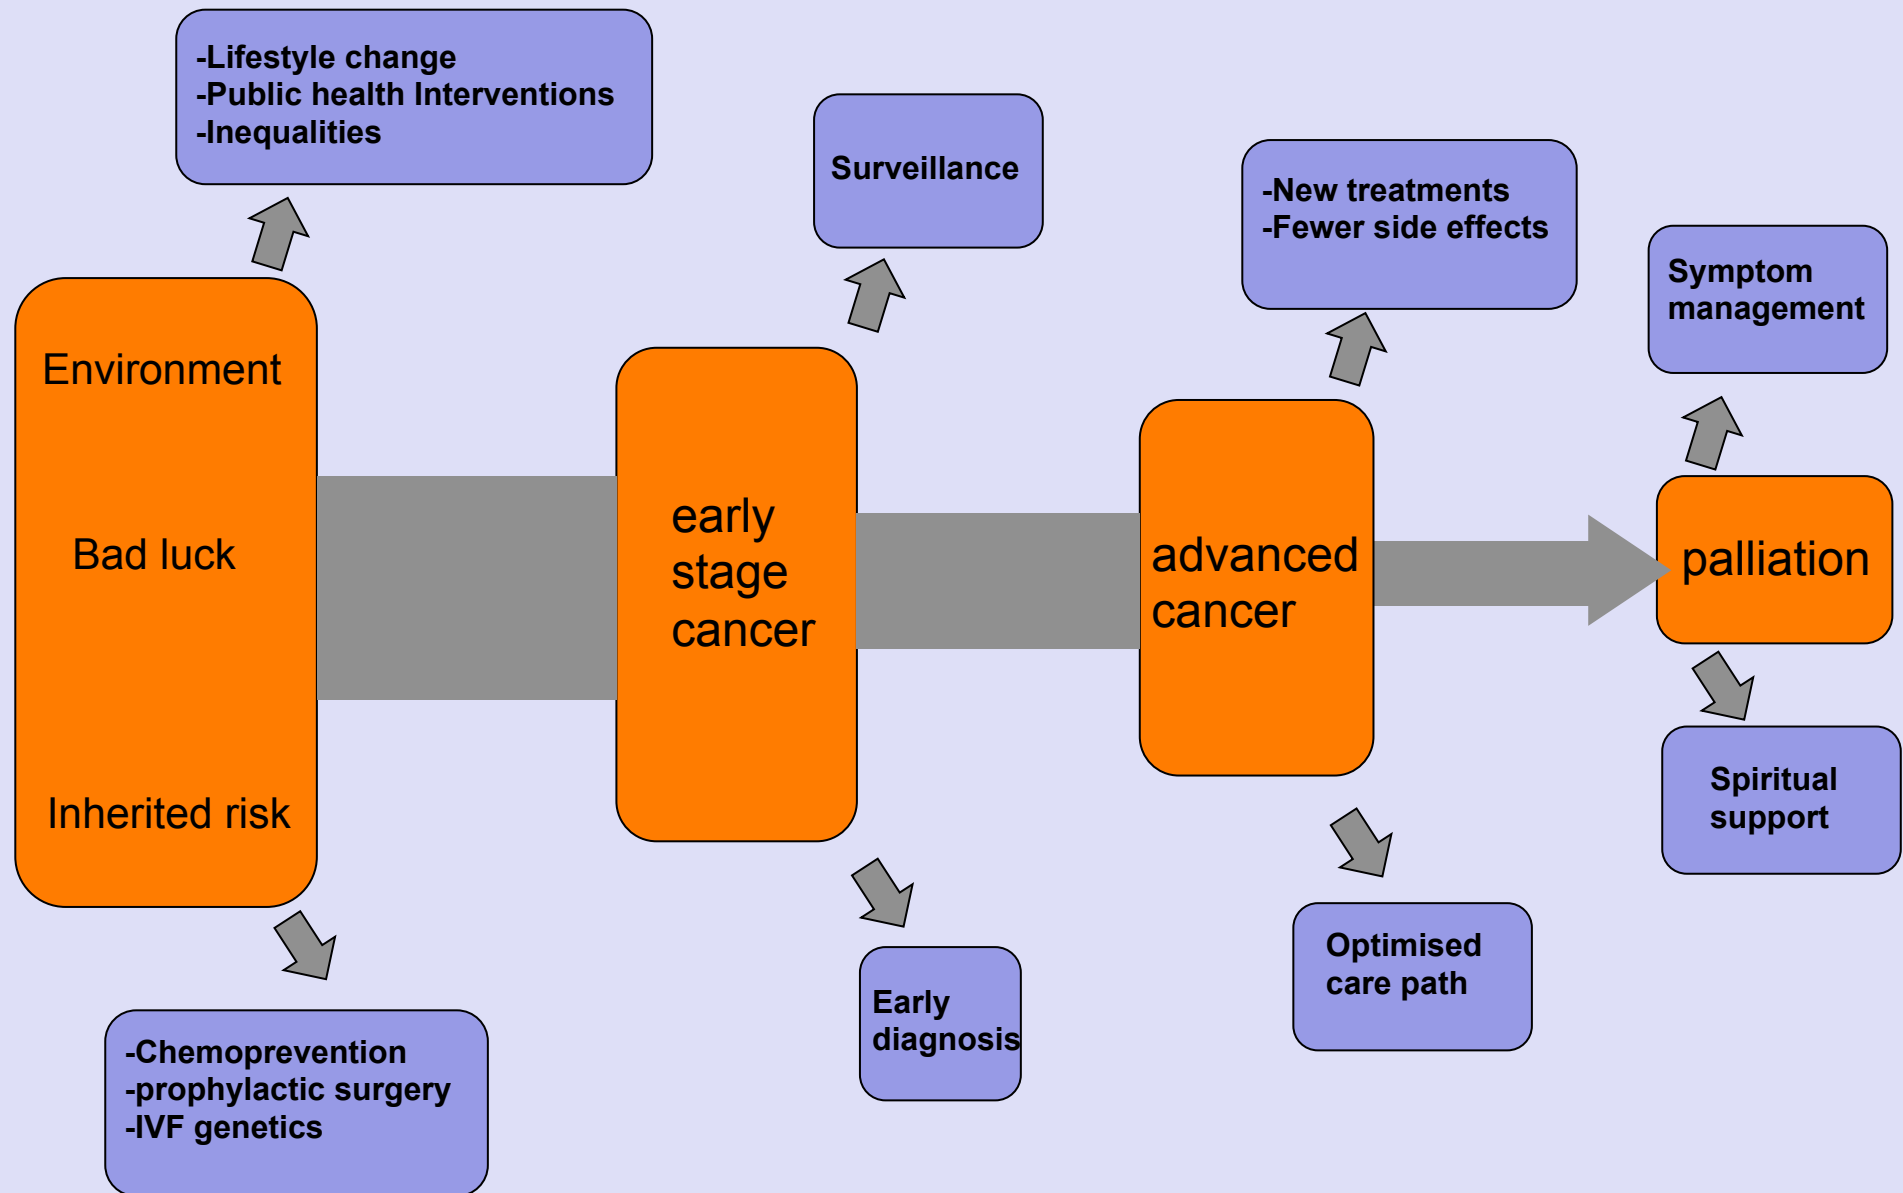 -Lifestyle change
-Public health Interventions
-Inequalities
Surveillance
-New treatments
-Fewer side effects
Symptom
management
Environment
Bad luck
Inherited risk
early
stage
cancer
advanced
cancer
palliation
Spiritual
support
Optimised
care path
Early
diagnosis
-Chemoprevention
-prophylactic surgery
-IVF genetics